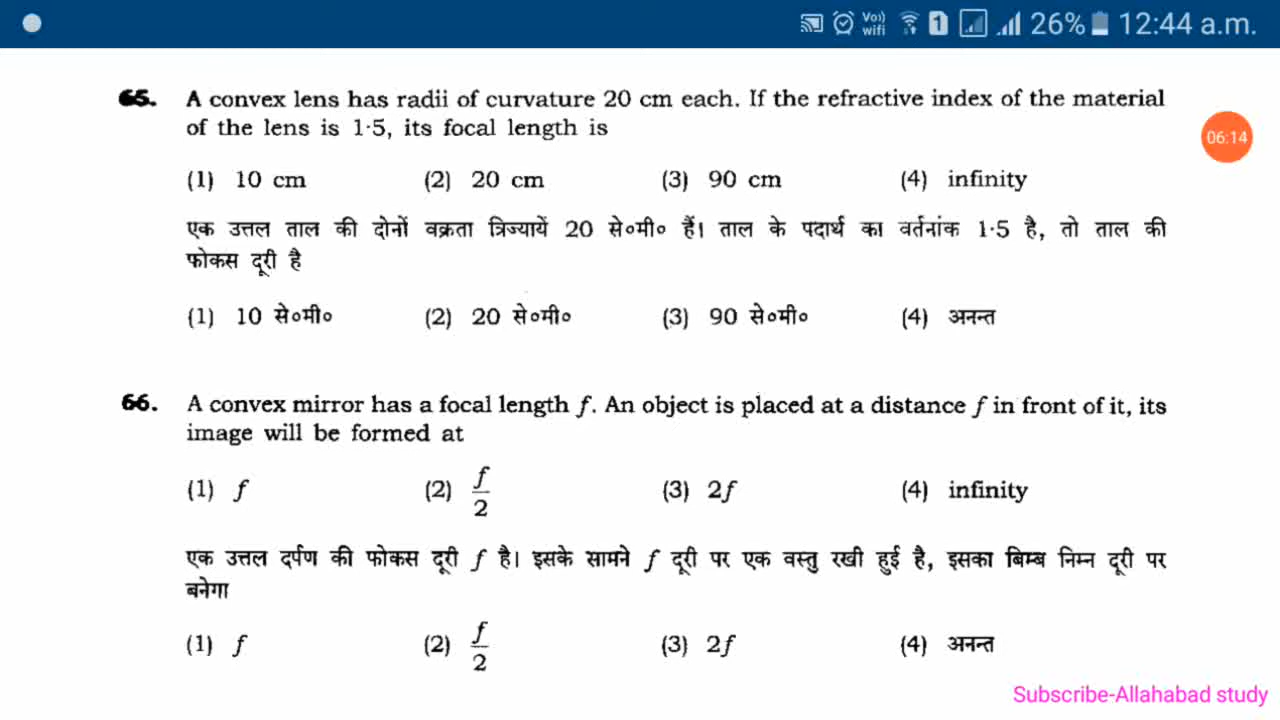 Vo) wifi 1 26% 12:44 a.m.
06:14
65. A convex lens has radii of curvature 20 cm each. If the refractive index of the material
of the lens is 1·5, its focal length is
(1) 10 cm (2) 20 cm (3) 90 cm (4) infinity
एक उत्तल ताल की दोनों वक्रता त्रिज्यायें 20 से०मी० हैं। ताल के पदार्थ का वर्तनांक 1·5 है, तो ताल की
फोकस दूरी है
(1) 10 से०मी० (2) 20 से०मी० (3) 90 से०मी० (4) अनन्त
66. A convex mirror has a focal length f. An object is placed at a distance f in front of it, its
image will be formed at
(1) f (2) f/2 (3) 2f (4) infinity
एक उत्तल दर्पण की फोकस दूरी f है। इसके सामने f दूरी पर एक वस्तु रखी हुई है, इसका बिम्ब निम्न दूरी पर
बनेगा
(1) f (2) f/2 (3) 2f (4) अनन्त
Subscribe-Allahabad study